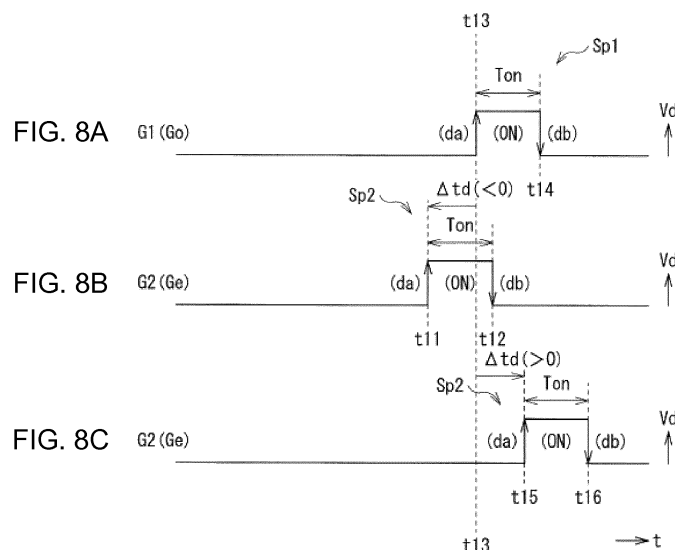 t13
Sp1
Ton
Vd
FIG. 8A G1(Go) (da) (ON) (db)
t14
Sp2 Δtd(<0)
Ton
Vd
FIG. 8B G2(Ge) (da) (ON) (db)
t11 t12
Δtd(>0)
Sp2 Ton
Vd
FIG. 8C G2(Ge) (da) (ON) (db)
t15 t16
t13 t